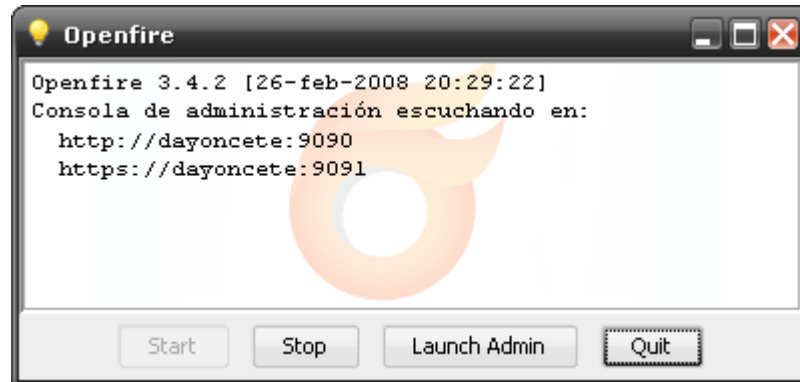 Openfire
Openfire 3.4.2 [26-feb-2008 20:29:22]
Consola de administración escuchando en:
http://dayoncete:9090
https://dayoncete:9091
Start Stop Launch Admin Quit